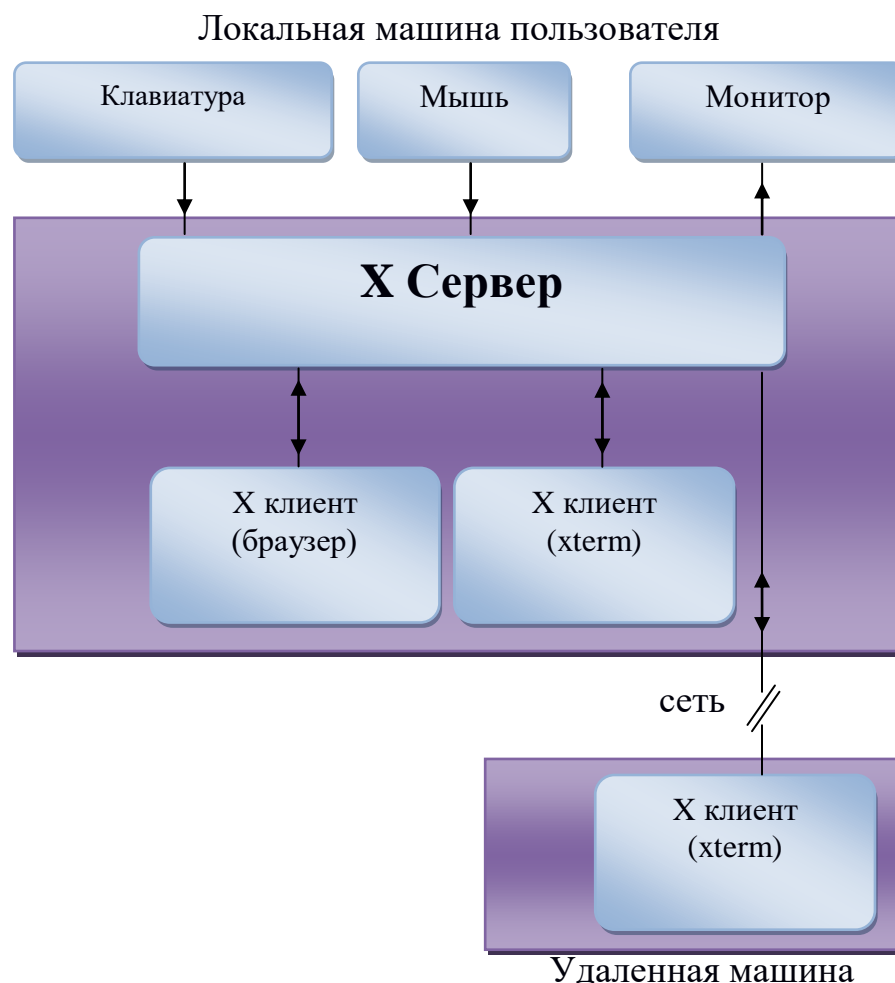 Локальная машина пользователя
Клавиатура
Мышь
Монитор
X Сервер
X клиент
(браузер)
X клиент
(xterm)
сеть
X клиент
(xterm)
Удаленная машина